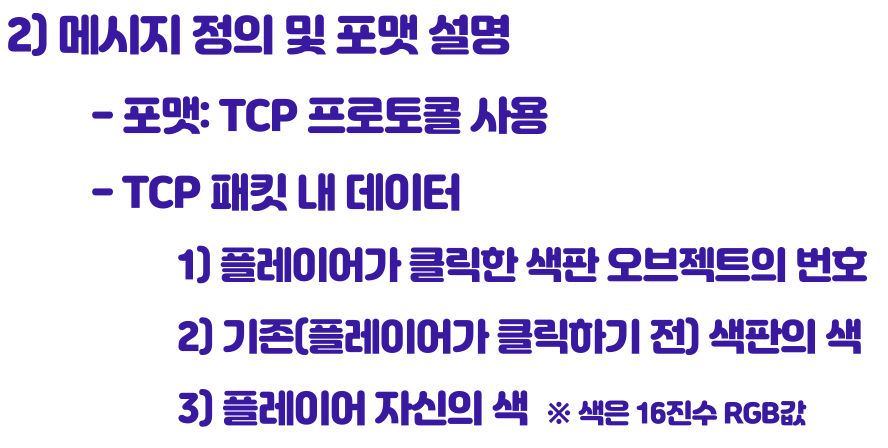 2) 메시지 정의 및 포맷 설명
- 포맷: TCP 프로토콜 사용
- TCP 패킷 내 데이터
1) 플레이어가 클릭한 색판 오브젝트의 번호
2) 기존(플레이어가 클릭하기 전) 색판의 색
3) 플레이어 자신의 색 ※ 색은 16진수 RGB값